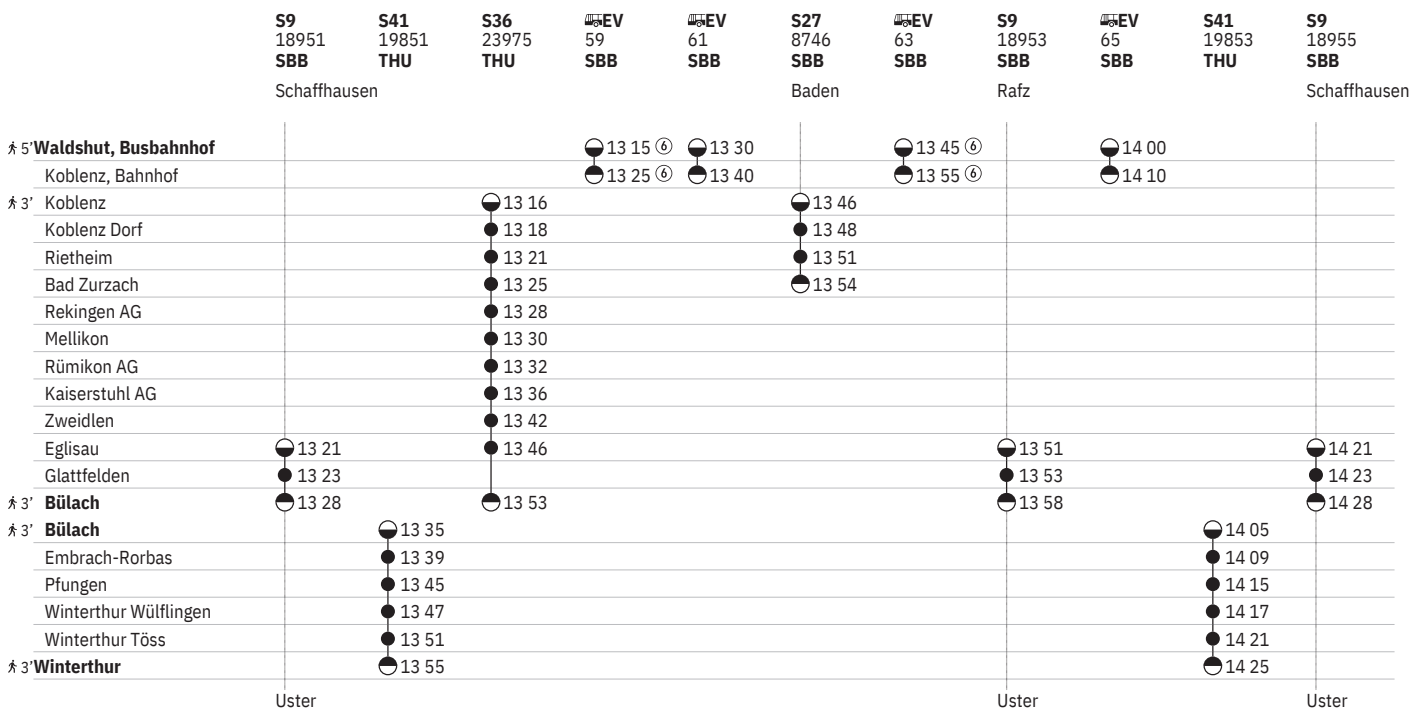 S9 S41 S36 EV EV S27 EV S9 EV S41 S9
18951 19851 23975 59 61 8746 63 18953 65 19853 18955
SBB THU THU SBB SBB SBB SBB SBB SBB THU SBB
Schaffhausen Baden Rafz Schaffhausen
5' Waldshut, Busbahnhof 13 15 ⑥ 13 30 13 45 ⑥ 14 00
Koblenz, Bahnhof 13 25 ⑥ 13 40 13 55 ⑥ 14 10
3' Koblenz 13 16 13 46
Koblenz Dorf 13 18 13 48
Rietheim 13 21 13 51
Bad Zurzach 13 25 13 54
Rekingen AG 13 28
Mellikon 13 30
Rümikon AG 13 32
Kaiserstuhl AG 13 36
Zweidlen 13 42
Eglisau 13 21 13 46 13 51 14 21
Glattfelden 13 23 13 53 14 23
3' Bülach 13 28 13 53 13 58 14 28
3' Bülach 13 35 14 05
Embrach-Rorbas 13 39 14 09
Pfungen 13 45 14 15
Winterthur Wülflingen 13 47 14 17
Winterthur Töss 13 51 14 21
3' Winterthur 13 55 14 25
Uster Uster Uster